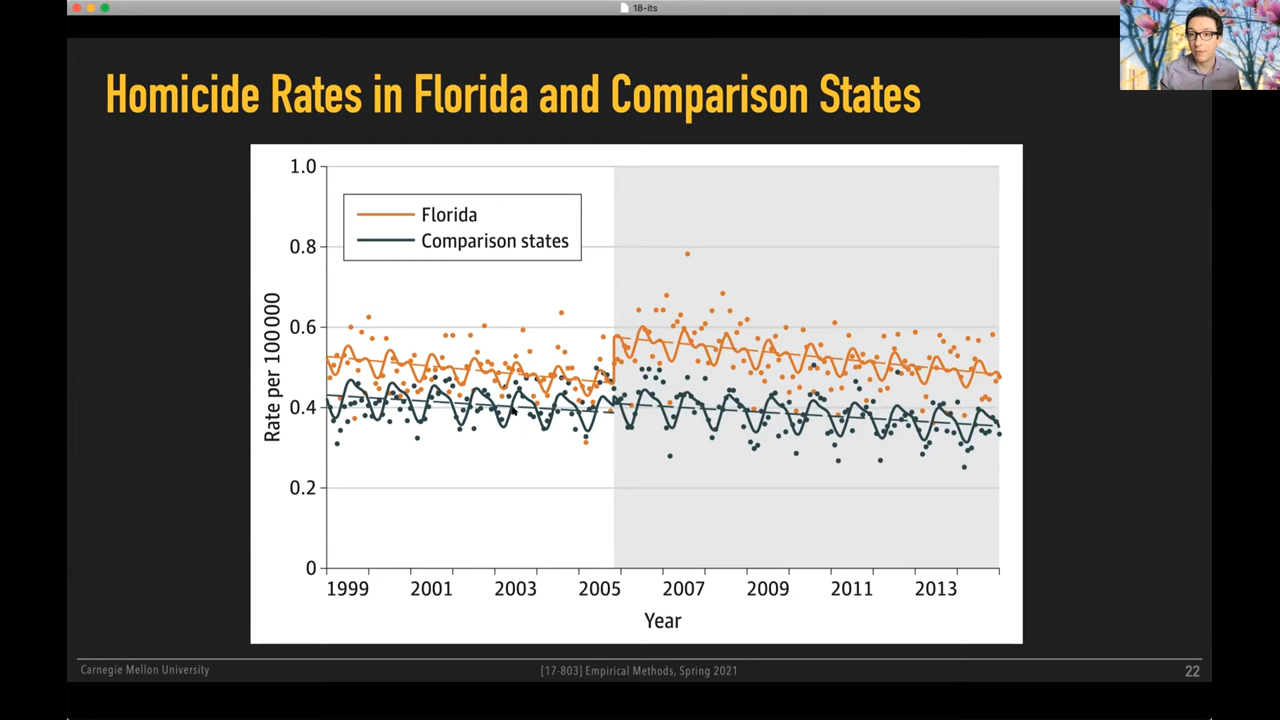 18-its
Homicide Rates in Florida and Comparison States
1.0
0.8
0.6
0.4
0.2
0
Rate per 100 000
Florida
Comparison states
1999 2001 2003 2005 2007 2009 2011 2013
Year
Carnegie Mellon University
[17-803] Empirical Methods, Spring 2021
22